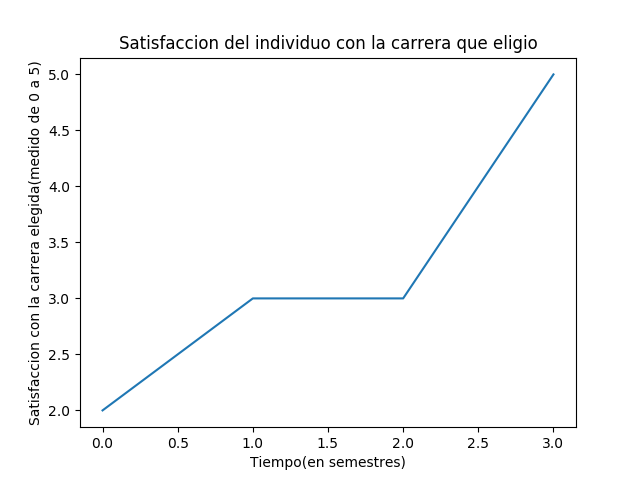 Satisfaccion del individuo con la carrera que eligio
Satisfaccion con la carrera elegida(medido de 0 a 5)
5.0
4.5
4.0
3.5
3.0
2.5
2.0
0.0 0.5 1.0 1.5 2.0 2.5 3.0
Tiempo(en semestres)